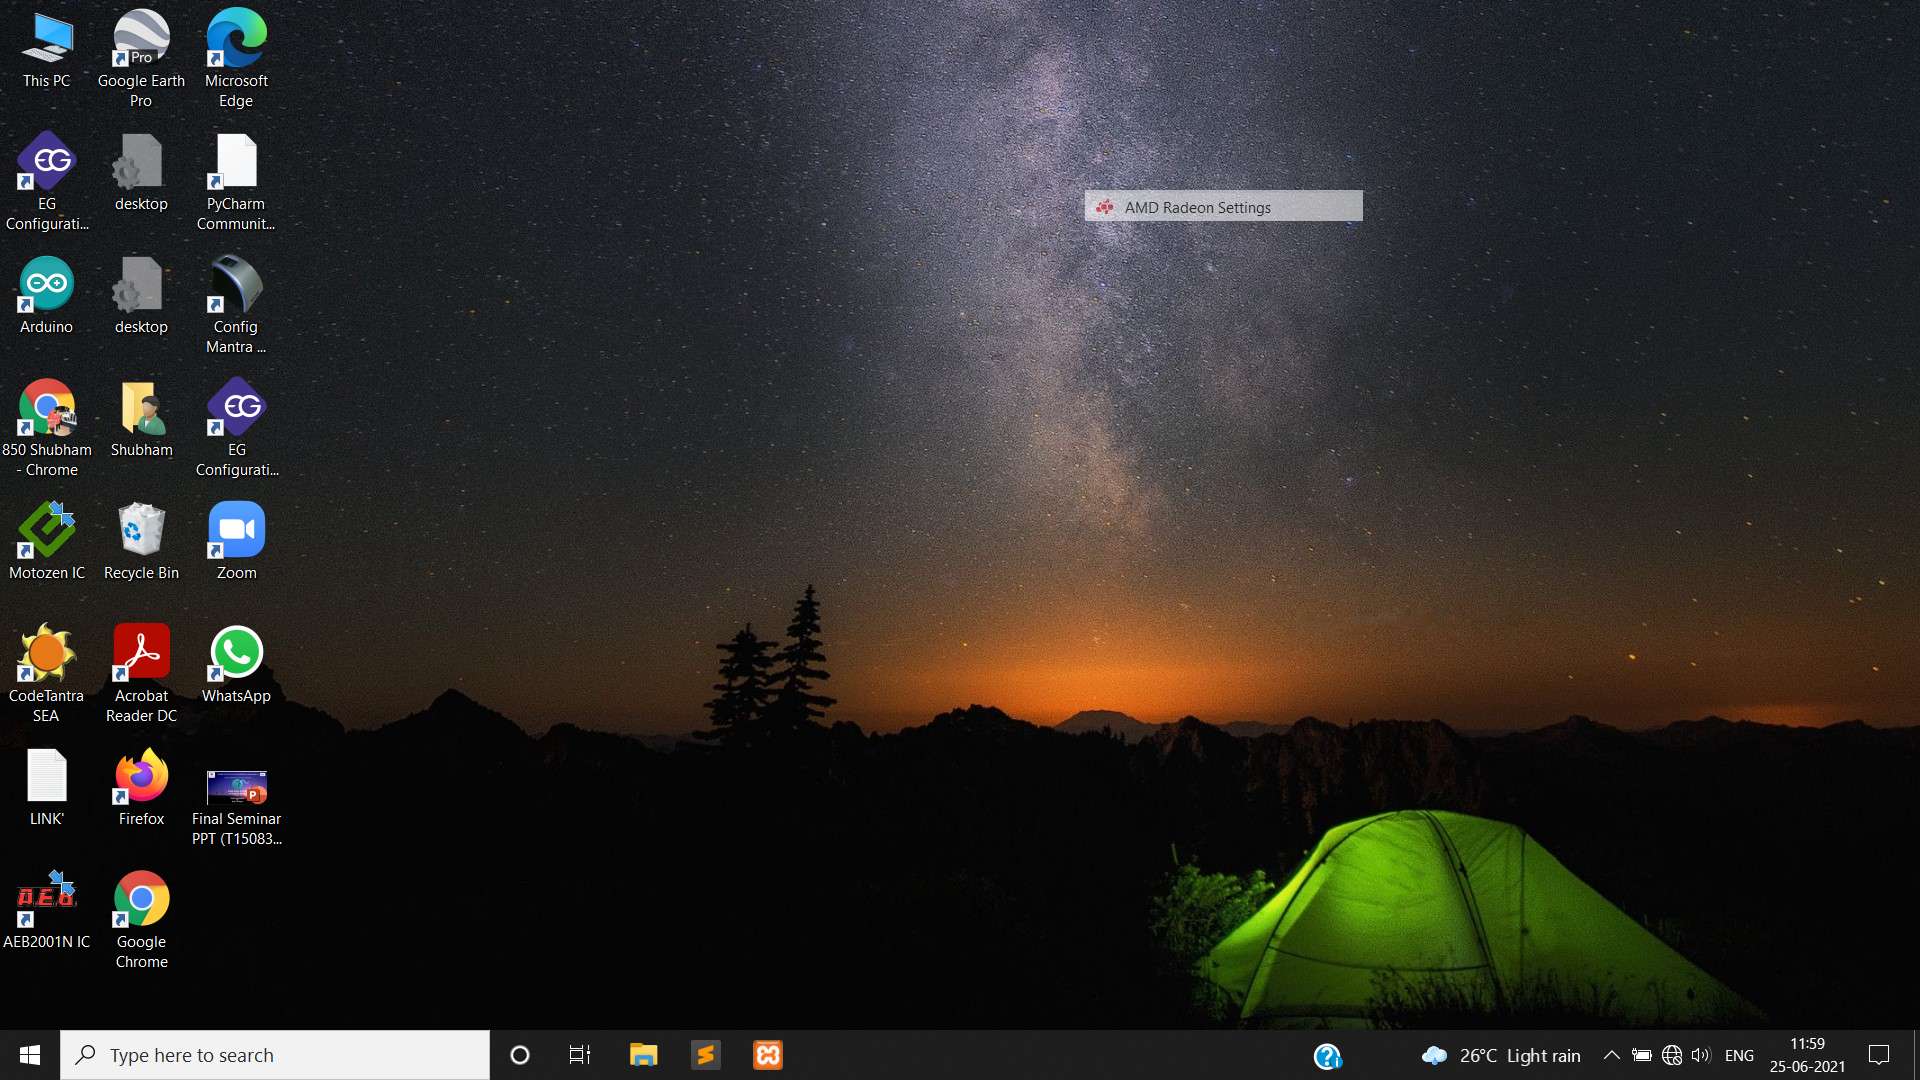 This PC
Pro
Google Earth
Pro
Microsoft
Edge
EG
EG
Configurati...
desktop
PyCharm
Communit...
Arduino
desktop
Config
Mantra ...
850 Shubham
- Chrome
Shubham
EG
EG
Configurati...
Motozen IC
Recycle Bin
Zoom
CodeTantra
SEA
Acrobat
Reader DC
WhatsApp
LINK'
Firefox
P
Final Seminar
PPT (T15083...
AEB2001N IC
Google
Chrome
AMD Radeon Settings
Type here to search
26°C Light rain
ENG
11:59
25-06-2021